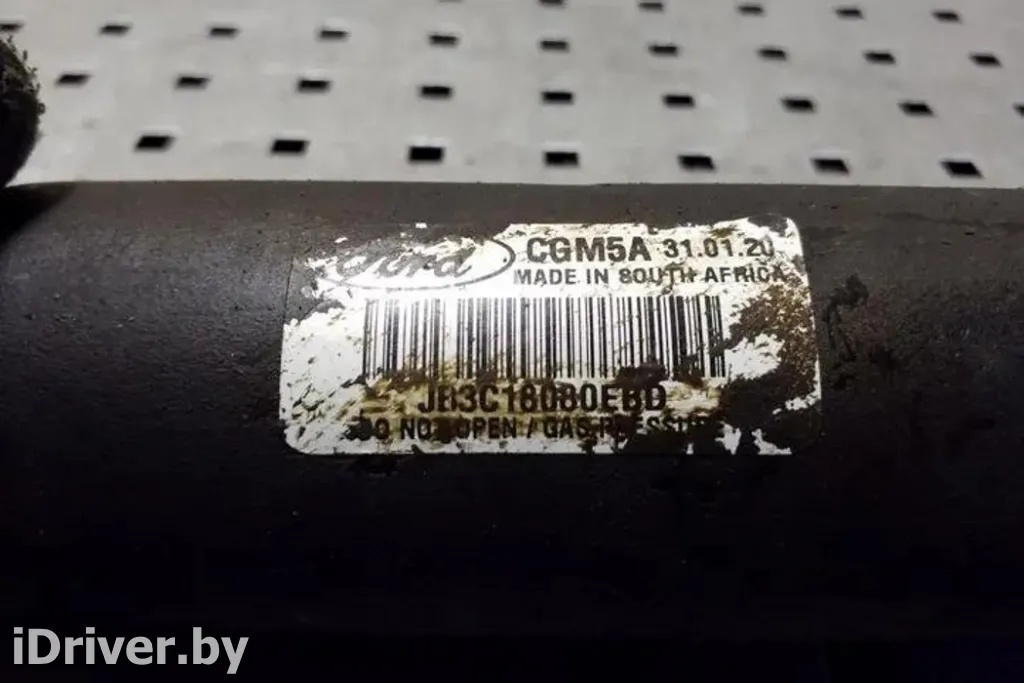 Ford CGM5A 31.01.20
MADE IN SOUTH AFRICA
JB3C18080EBD
DO NOT OPEN / GAS PRESSURE
iDriver.by